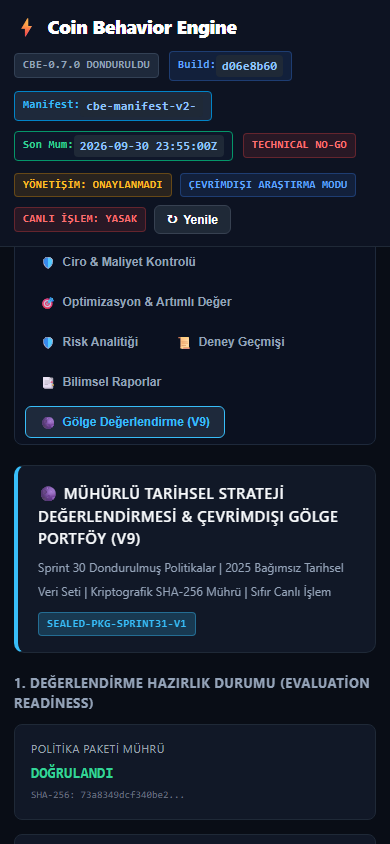 Coin Behavior Engine
CBE-0.7.0 DONDURULDU
Build: d06e8b60
Manifest: cbe-manifest-v2-
Son Mum: 2026-09-30 23:55:00Z
TECHNICAL NO-GO
YÖNETİŞİM: ONAYLANMADI
ÇEVRİMDIŞI ARAŞTIRMA MODU
CANLI İŞLEM: YASAK
↻ Yenile
Ciro & Maliyet Kontrolü
Optimizasyon & Artımlı Değer
Risk Analitiği
Deney Geçmişi
Bilimsel Raporlar
Gölge Değerlendirme (V9)
MÜHÜRLÜ TARİHSEL STRATEJİ
DEĞERLENDİRMESİ & ÇEVRİMDIŞI GÖLGE
PORTFÖY (V9)
Sprint 30 Dondurulmuş Politikalar | 2025 Bağımsız Tarihsel
Veri Seti | Kriptografik SHA-256 Mührü | Sıfır Canlı İşlem
SEALED-PKG-SPRINT31-V1
1. DEĞERLENDİRME HAZIRLIK DURUMU (EVALUATION
READINESS)
POLİTİKA PAKETİ MÜHRÜ
DOĞRULANDI
SHA-256: 73a8349dcf340be2...